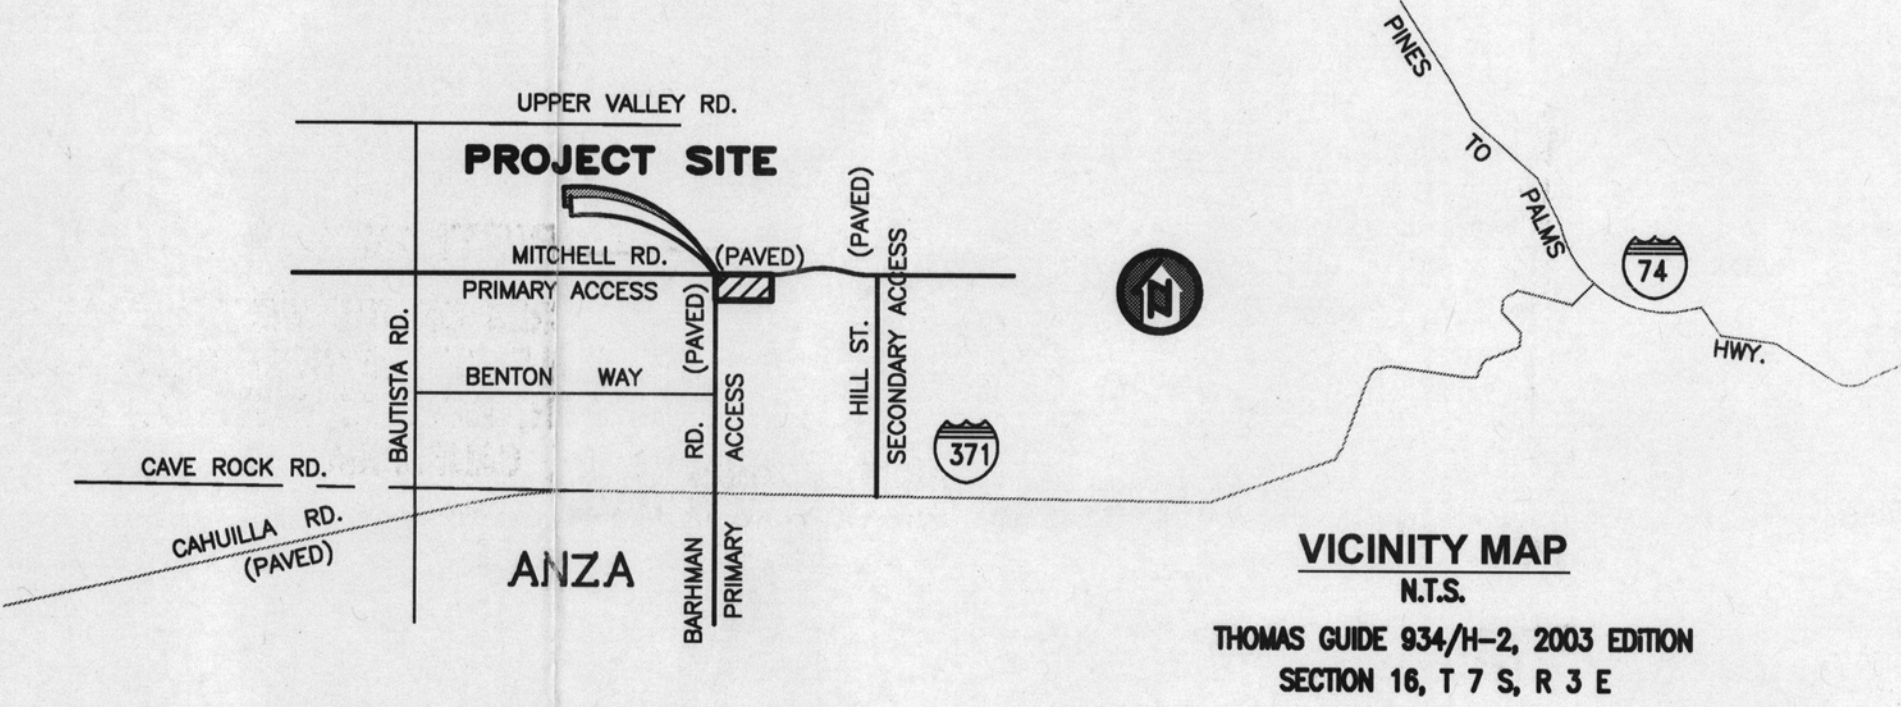 UPPER VALLEY RD.
PROJECT SITE
MITCHELL RD.
(PAVED)
PRIMARY ACCESS
BAUTISTA RD.
BENTON WAY
BARHMAN RD. (PAVED)
PRIMARY ACCESS
HILL ST. (PAVED)
SECONDARY ACCESS
CAVE ROCK RD.
CAHUILLA RD.
(PAVED)
ANZA
371
N
PINES TO PALMS HWY.
74
VICINITY MAP
N.T.S.
THOMAS GUIDE 934/H-2, 2003 EDITION
SECTION 16, T 7 S, R 3 E